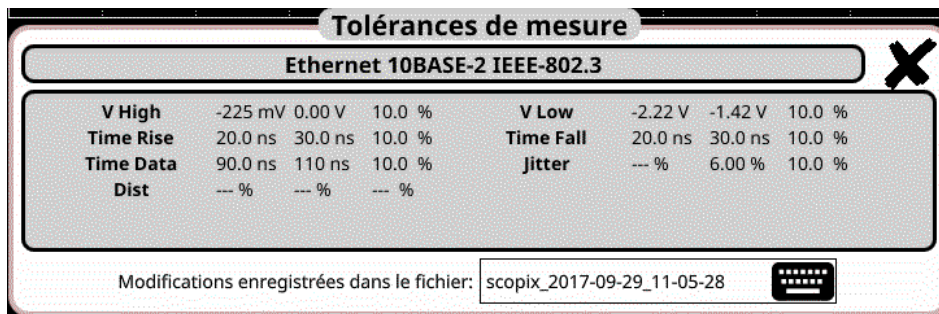 Tolérances de mesure
Ethernet 10BASE-2 IEEE-802.3
V High -225 mV 0.00 V 10.0 % V Low -2.22 V -1.42 V 10.0 %
Time Rise 20.0 ns 30.0 ns 10.0 % Time Fall 20.0 ns 30.0 ns 10.0 %
Time Data 90.0 ns 110 ns 10.0 % Jitter --- % 6.00 % 10.0 %
Dist --- % --- % --- %
Modifications enregistrées dans le fichier: scopix_2017-09-29_11-05-28